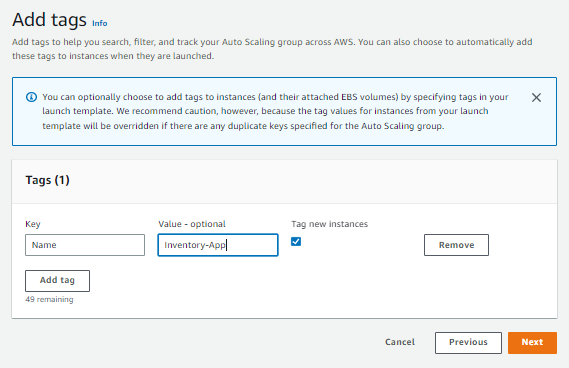 Add tags Info
Add tags to help you search, filter, and track your Auto Scaling group across AWS. You can also choose to automatically add
these tags to instances when they are launched.
You can optionally choose to add tags to instances (and their attached EBS volumes) by specifying tags in your
launch template. We recommend caution, however, because the tag values for instances from your launch
template will be overridden if there are any duplicate keys specified for the Auto Scaling group.
Tags (1)
Key Value - optional Tag new instances
Name Inventory-App Remove
Add tag
49 remaining
Cancel Previous Next